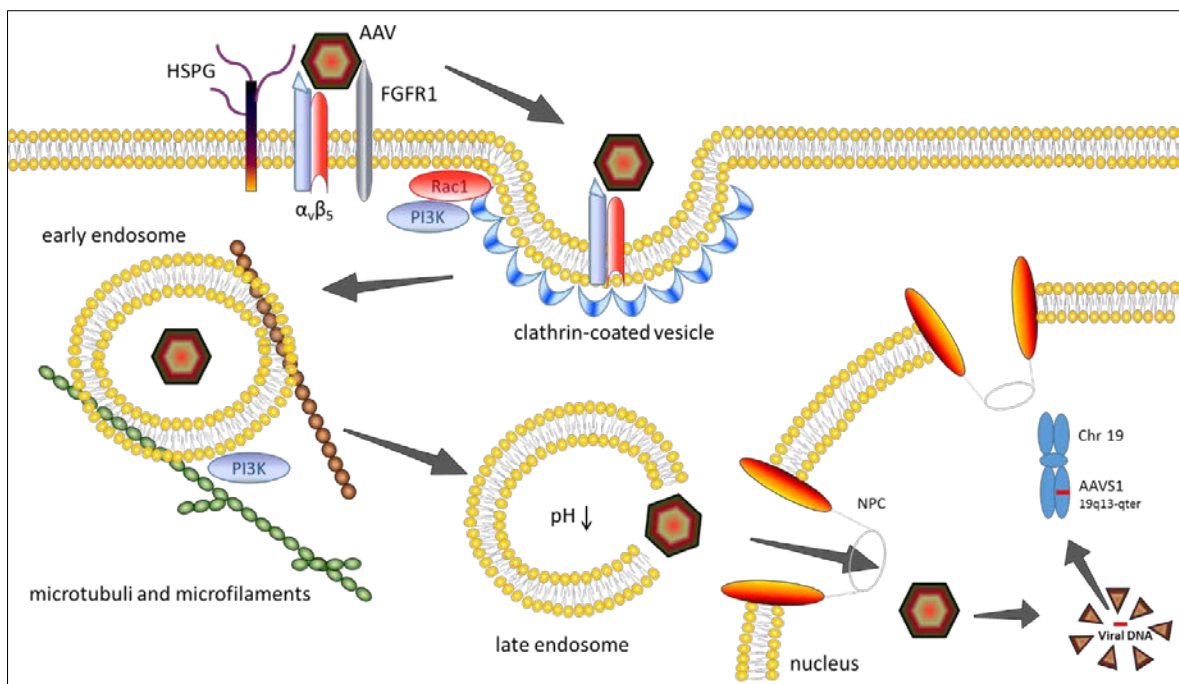 AAV
HSPG
FGFR1
Rac1
PI3K
αvβ5
early endosome
clathrin-coated vesicle
Chr 19
AAVS1
19q13-qter
PI3K
NPC
pH ↓
microtubuli and microfilaments
Viral DNA
late endosome
nucleus